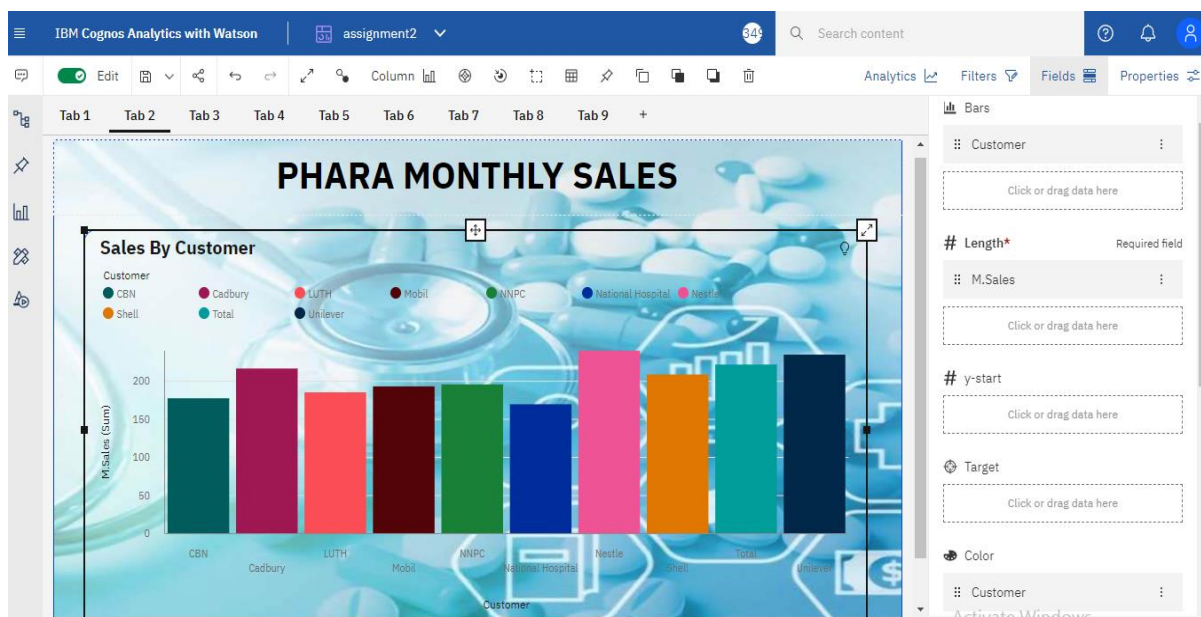 IBM Cognos Analytics with Watson
assignment2
Search content
Edit
Column
Analytics
Filters
Fields
Properties
Tab 1 Tab 2 Tab 3 Tab 4 Tab 5 Tab 6 Tab 7 Tab 8 Tab 9 +
PHARA MONTHLY SALES
Sales By Customer
Customer
CBN Cadbury LUTH Mobil NNPC National Hospital Nestle
Shell Total Unilever
M.Sales (Sum)
200
150
100
50
0
CBN LUTH NNPC Nestle Total
Cadbury Mobil National Hospital Shell Unilever
Customer
Bars
Customer
Click or drag data here
# Length* Required field
M.Sales
Click or drag data here
# y-start
Click or drag data here
Target
Click or drag data here
Color
Customer
Activate Windows